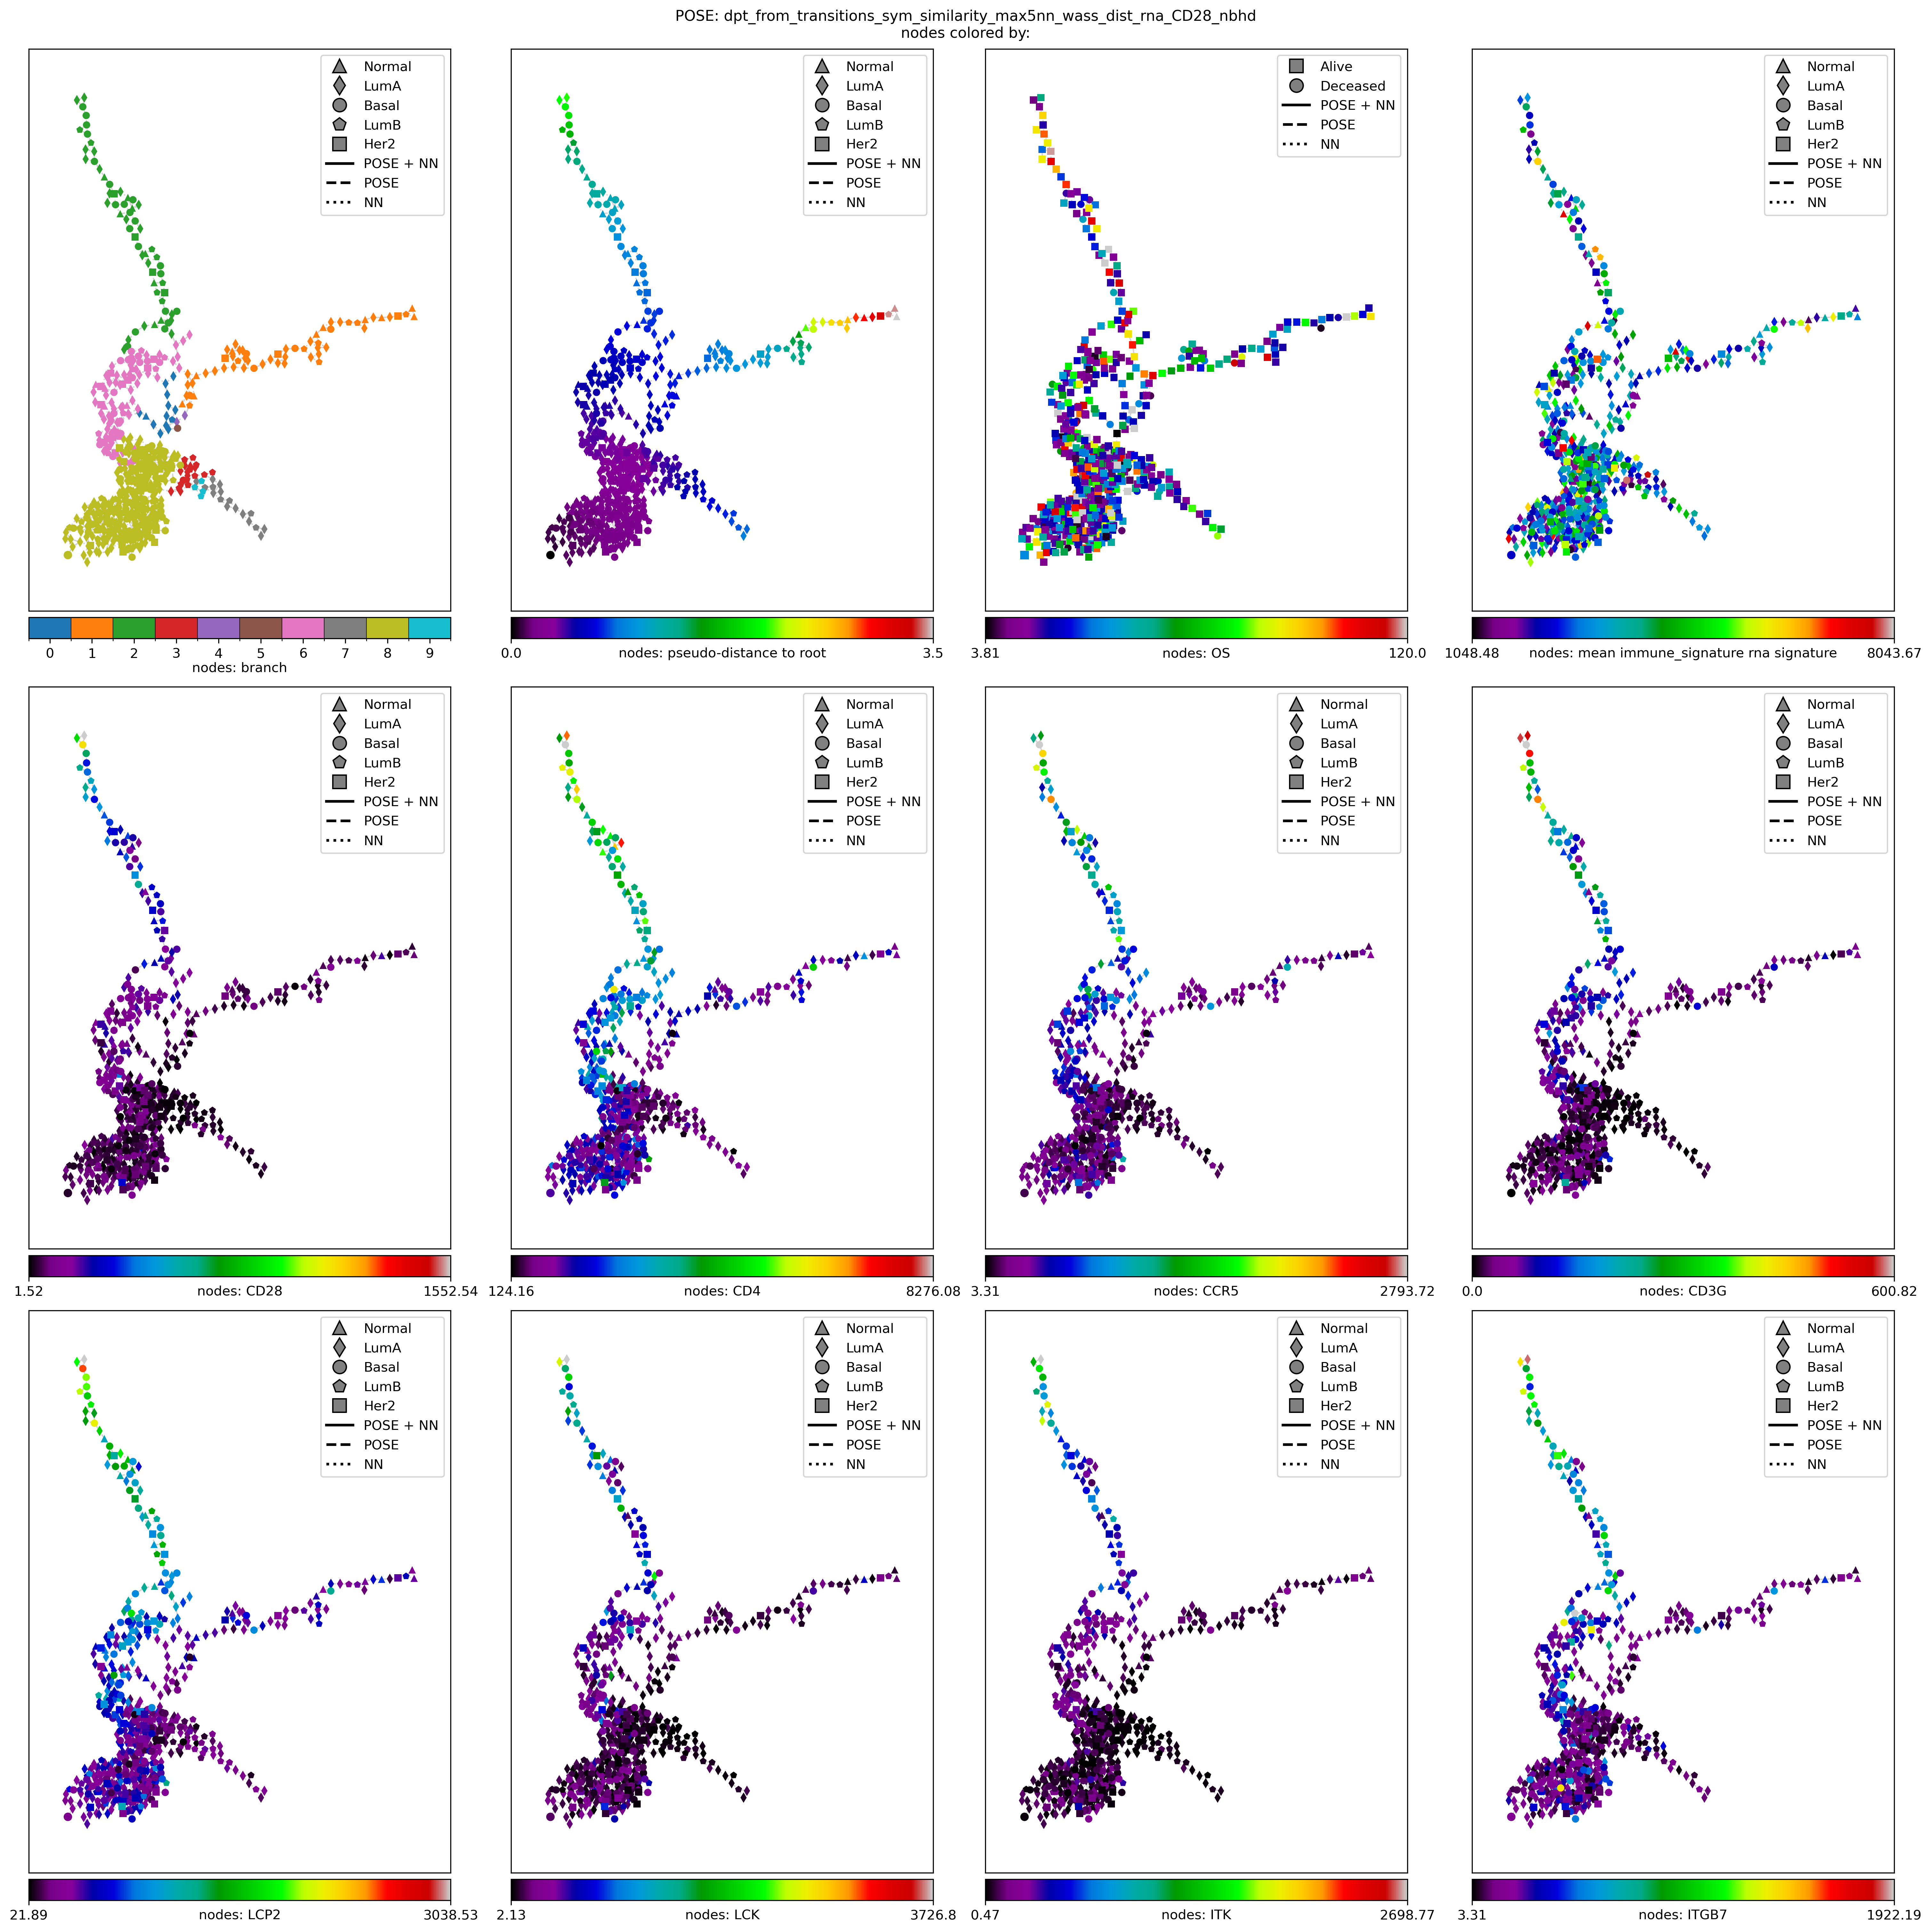 POSE: dpt_from_transitions_sym_similarity_max5nn_wass_dist_rna_CD28_nbhd
nodes colored by:
Normal
LumA
Basal
LumB
Her2
POSE + NN
POSE
NN
0 1 2 3 4 5 6 7 8 9
nodes: branch
Normal
LumA
Basal
LumB
Her2
POSE + NN
POSE
NN
0.0 nodes: pseudo-distance to root 3.5
Alive
Deceased
POSE + NN
POSE
NN
3.81 nodes: OS 120.0
Normal
LumA
Basal
LumB
Her2
POSE + NN
POSE
NN
1048.48 nodes: mean immune_signature rna signature 8043.67
Normal
LumA
Basal
LumB
Her2
POSE + NN
POSE
NN
1.52 nodes: CD28 1552.54
Normal
LumA
Basal
LumB
Her2
POSE + NN
POSE
NN
124.16 nodes: CD4 8276.08
Normal
LumA
Basal
LumB
Her2
POSE + NN
POSE
NN
3.31 nodes: CCR5 2793.72
Normal
LumA
Basal
LumB
Her2
POSE + NN
POSE
NN
0.0 nodes: CD3G 600.82
Normal
LumA
Basal
LumB
Her2
POSE + NN
POSE
NN
21.89 nodes: LCP2 3038.53
Normal
LumA
Basal
LumB
Her2
POSE + NN
POSE
NN
2.13 nodes: LCK 3726.8
Normal
LumA
Basal
LumB
Her2
POSE + NN
POSE
NN
0.47 nodes: ITK 2698.77
Normal
LumA
Basal
LumB
Her2
POSE + NN
POSE
NN
3.31 nodes: ITGB7 1922.19